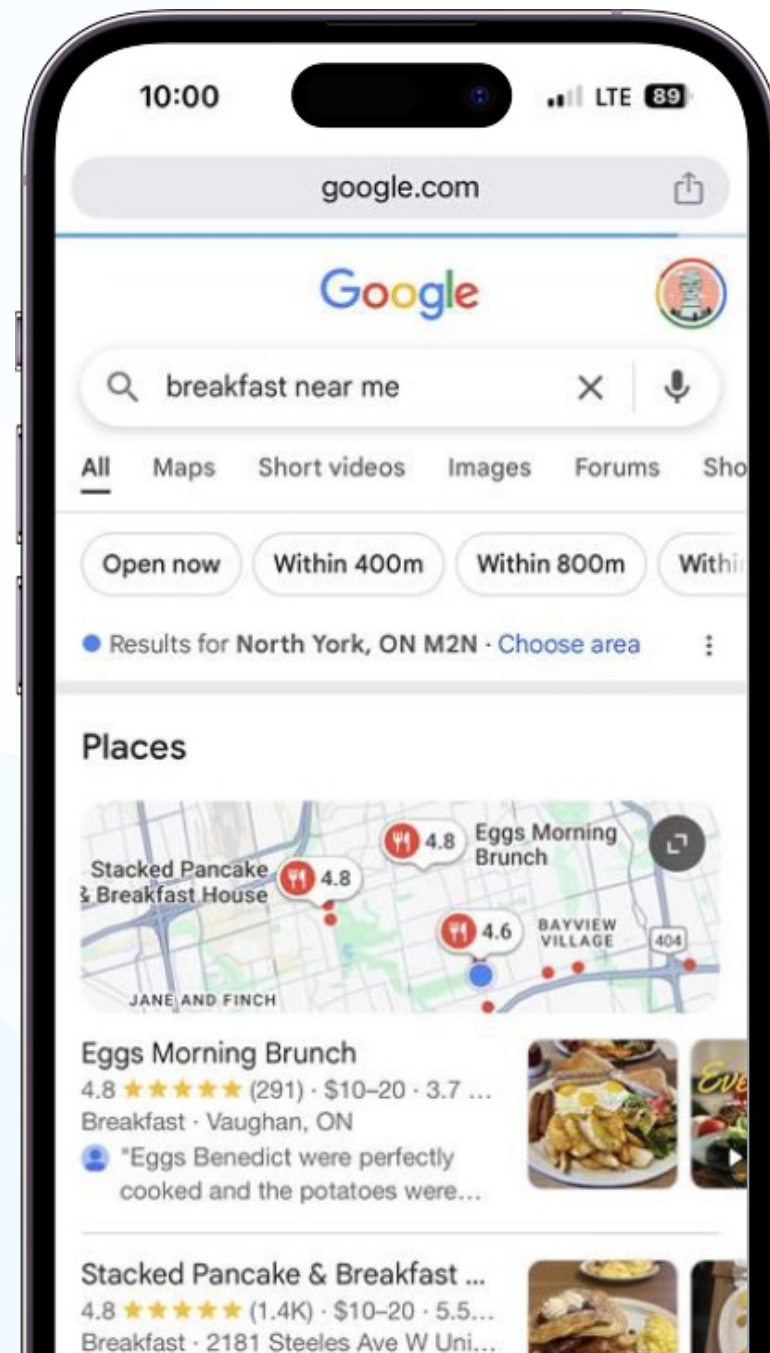 10:00
LTE 89
google.com
Google
breakfast near me
All Maps Short videos Images Forums Sho
Open now Within 400m Within 800m Withi
Results for North York, ON M2N · Choose area
Places
4.8 Eggs Morning
Brunch
Stacked Pancake
& Breakfast House
4.8
4.6
BAYVIEW
VILLAGE
404
JANE AND FINCH
Eggs Morning Brunch
4.8 ★★★★★ (291) · $10–20 · 3.7 ...
Breakfast · Vaughan, ON
"Eggs Benedict were perfectly
cooked and the potatoes were...
Eve
Stacked Pancake & Breakfast ...
4.8 ★★★★★ (1.4K) · $10–20 · 5.5...
Breakfast · 2181 Steeles Ave W Uni...